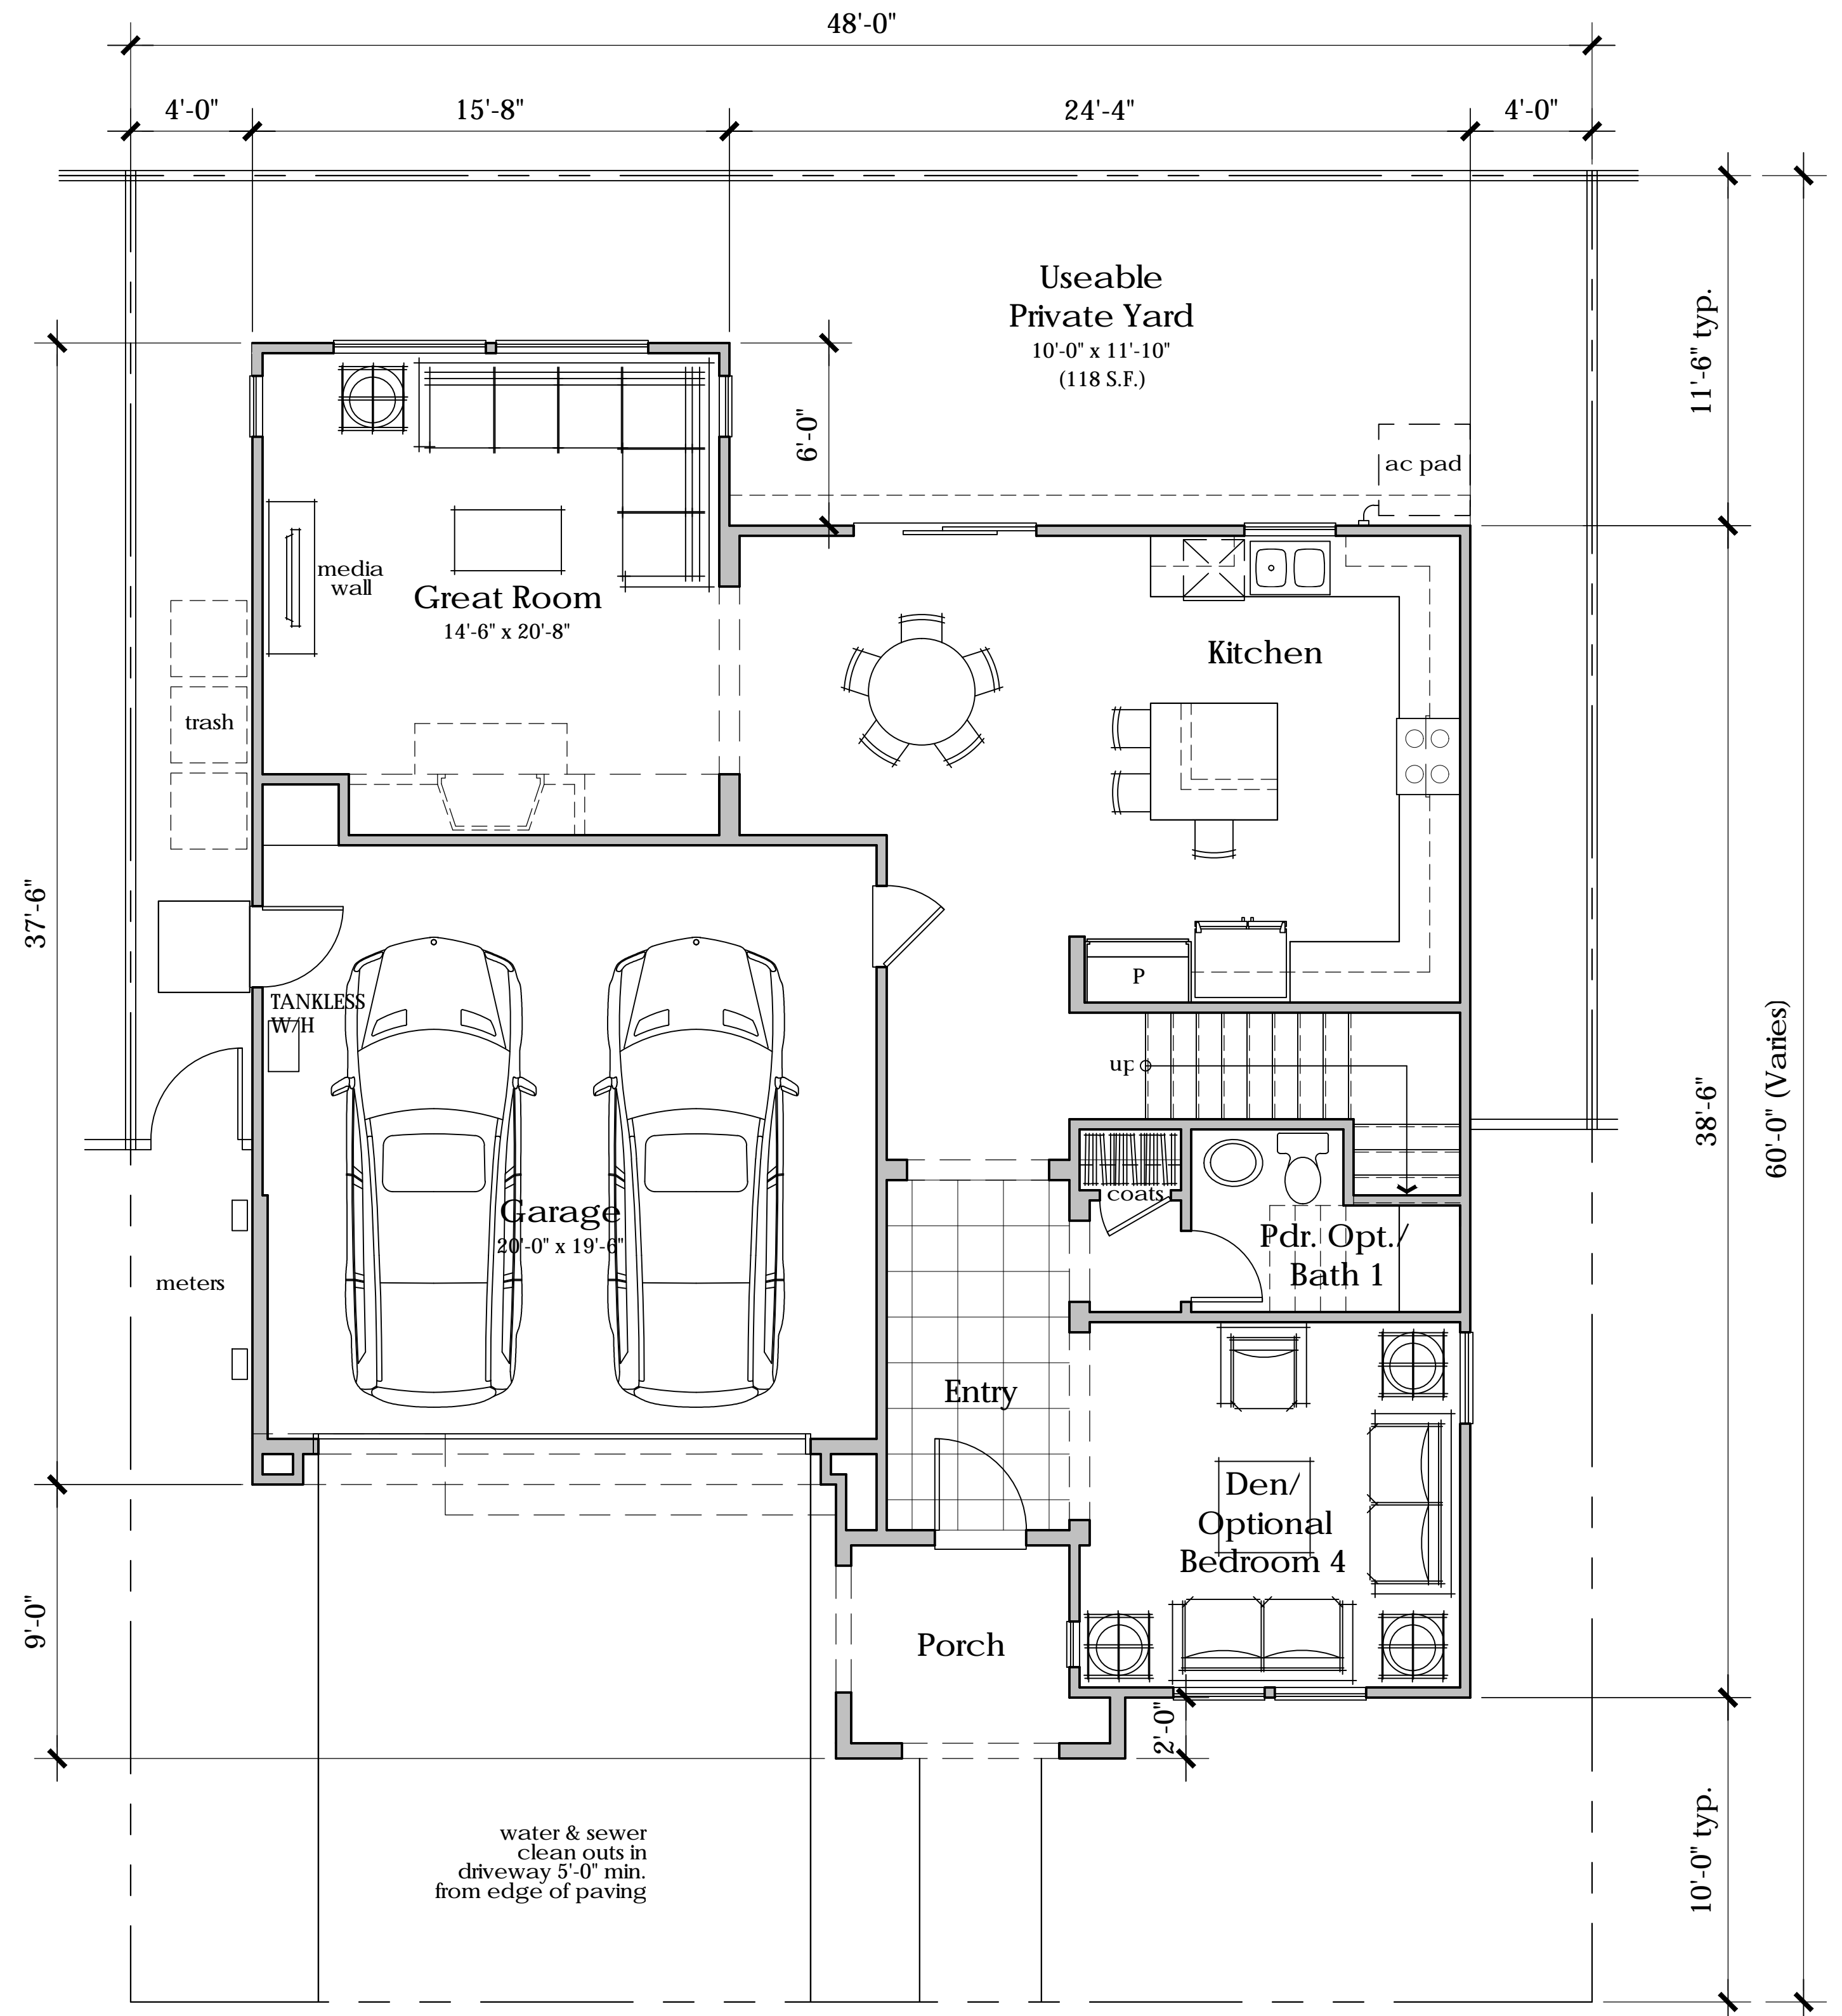 48'-0"
4'-0"
15'-8"
24'-4"
4'-0"
Useable
Private Yard
10'-0" x 11'-10"
(118 S.F.)
11'-6" typ.
6'-0"
ac pad
media
wall
Great Room
14'-6" x 20'-8"
Kitchen
trash
37'-6"
P
TANKLESS
W/H
up
38'-6"
60'-0" (Varies)
coats
Garage
20'-0" x 19'-6"
Pdr. Opt./
Bath 1
meters
Entry
Den/
Optional
Bedroom 4
9'-0"
Porch
2'-0"
water & sewer
clean outs in
driveway 5'-0" min.
from edge of paving
10'-0" typ.